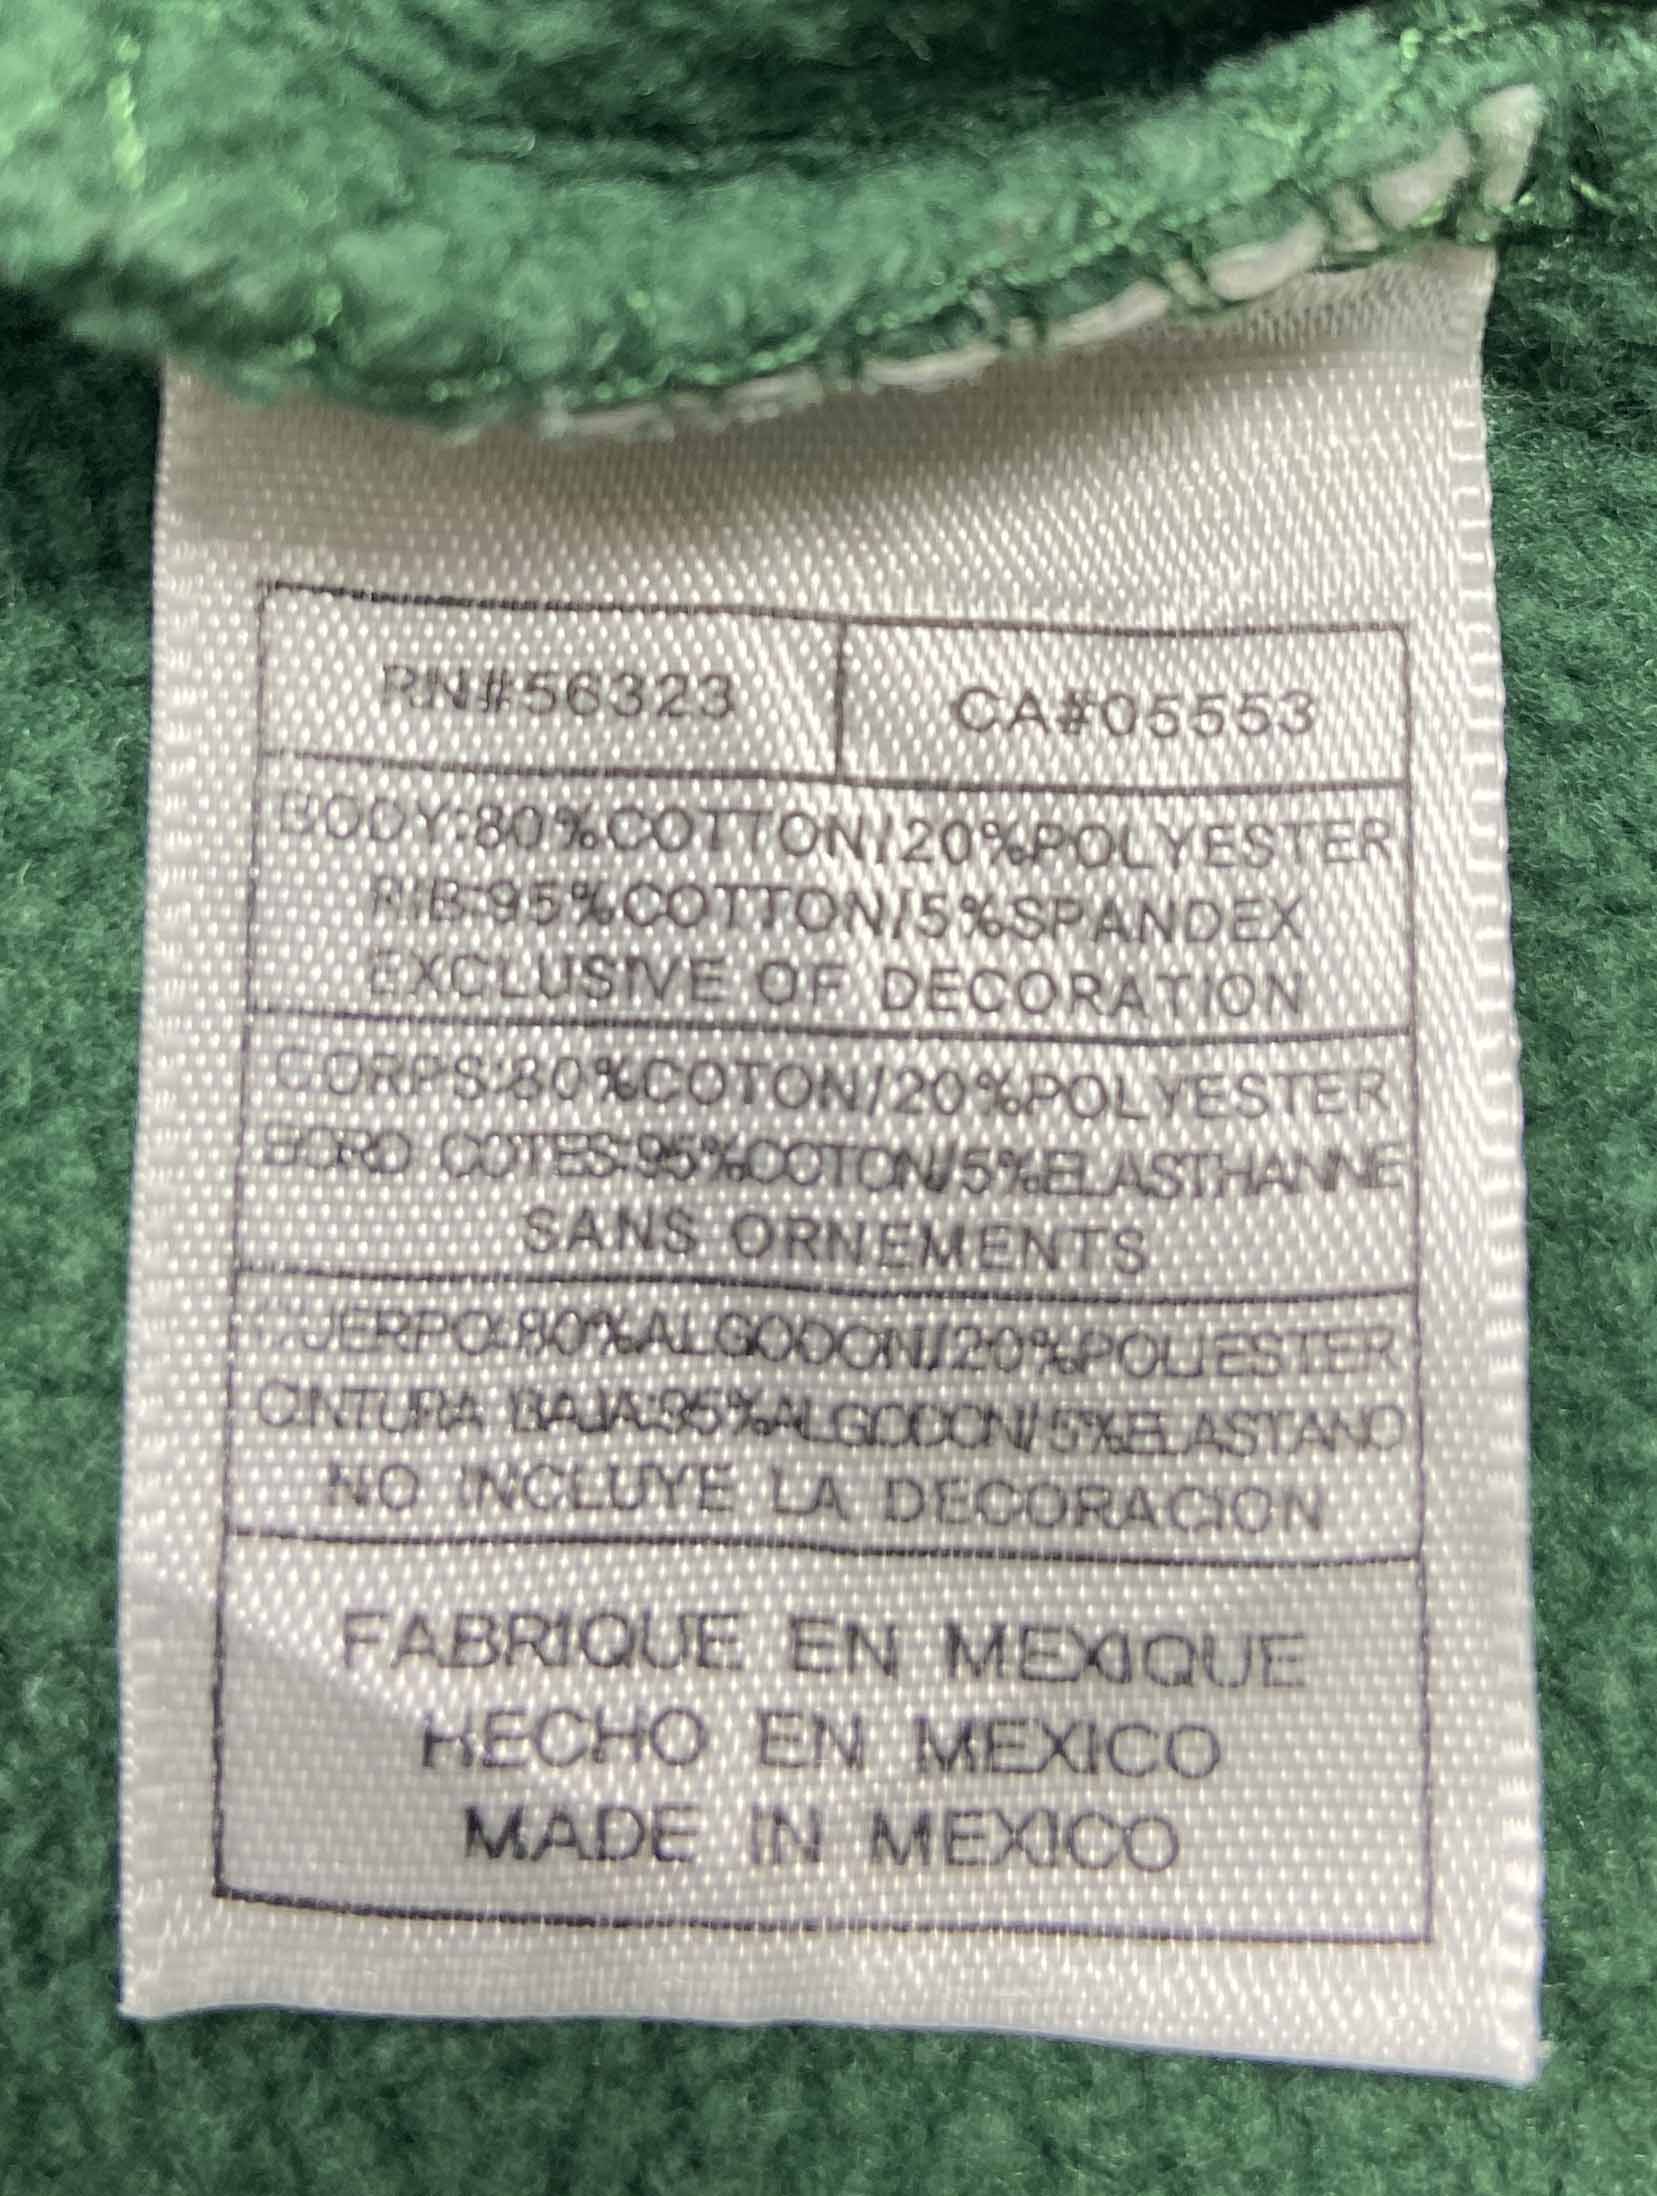 RN#56323 CA#05553
BODY:80%COTTON/20%POLYESTER
RIB:95%COTTON/5%SPANDEX
EXCLUSIVE OF DECORATION
CORPS:80%COTON/20%POLYESTER
BORD COTES:95%COTON/5%ELASTHANNE
SANS ORNEMENTS
CUERPO:80%ALGODON/20%POLIESTER
CINTURA BAJA:95%ALGODON/5%ELASTANO
NO INCLUYE LA DECORACION
FABRIQUE EN MEXIQUE
HECHO EN MEXICO
MADE IN MEXICO